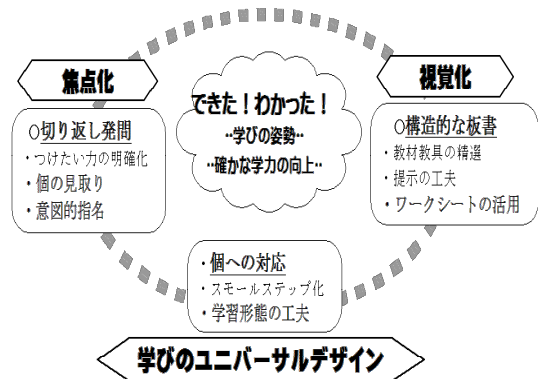 焦点化
○切り返し発問
・つけたい力の明確化
・個の見取り
・意図的指名
できた！わかった！
‥学びの姿勢‥
‥確かな学力の向上‥
視覚化
○構造的な板書
・教材教具の精選
・提示の工夫
・ワークシートの活用
・個への対応
・スモールステップ化
・学習形態の工夫
学びのユニバーサルデザイン